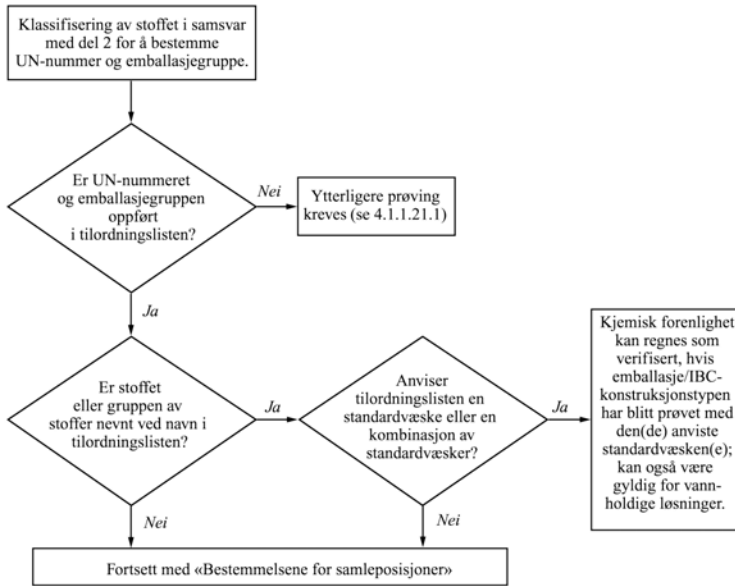 Klassifisering av stoffet i samsvar
med del 2 for å bestemme
UN-nummer og emballasjegruppe.
Er UN-nummeret
og emballasjegruppen
oppført
i tilordningslisten?
Nei
Ytterligere prøving
kreves (se 4.1.1.21.1)
Ja
Er stoffet
eller gruppen av
stoffer nevnt ved navn i
tilordningslisten?
Ja
Anviser
tilordningslisten en
standardvæske eller en
kombinasjon av
standardvæsker?
Ja
Kjemisk forenlighet
kan regnes som
verifisert, hvis
emballasje/IBC-
konstruksjonstypen
har blitt prøvet med
den(de) anviste
standardvæsken(e);
kan også være
gyldig for vann-
holdige løsninger.
Nei
Nei
Fortsett med «Bestemmelsene for samleposisjoner»